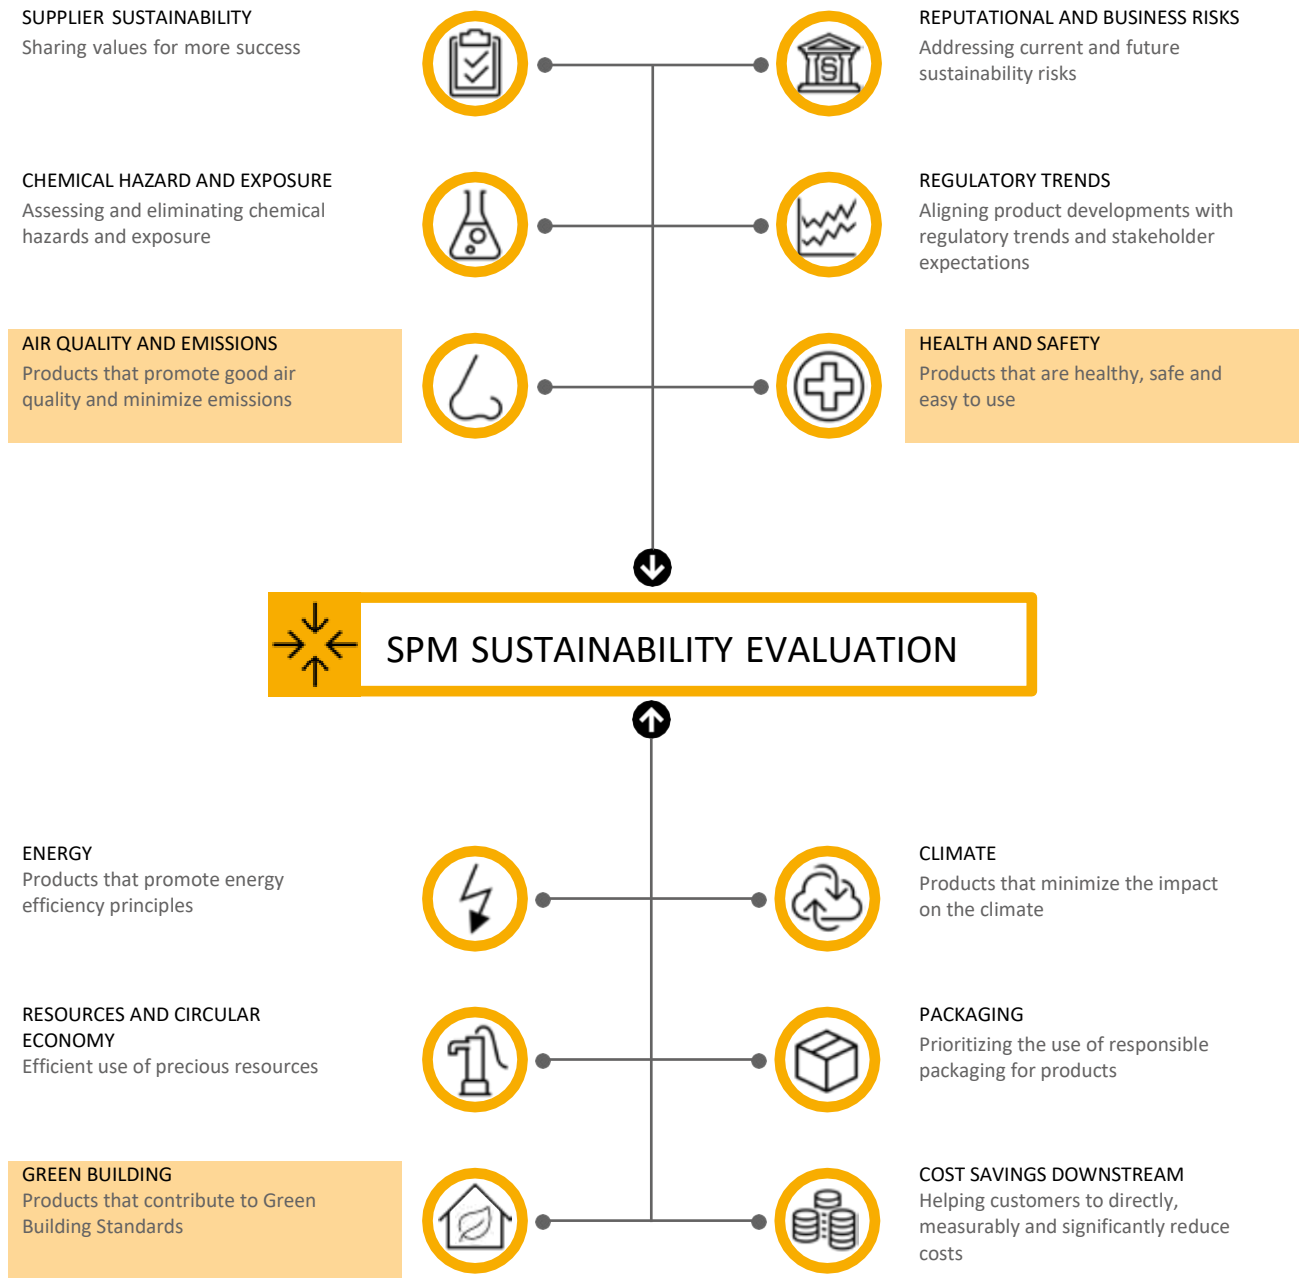 SUPPLIER SUSTAINABILITY
Sharing values for more success
REPUTATIONAL AND BUSINESS RISKS
Addressing current and future
sustainability risks
§
CHEMICAL HAZARD AND EXPOSURE
Assessing and eliminating chemical
hazards and exposure
REGULATORY TRENDS
Aligning product developments with
regulatory trends and stakeholder
expectations
AIR QUALITY AND EMISSIONS
Products that promote good air
quality and minimize emissions
HEALTH AND SAFETY
Products that are healthy, safe and
easy to use
SPM SUSTAINABILITY EVALUATION
ENERGY
Products that promote energy
efficiency principles
CLIMATE
Products that minimize the impact
on the climate
RESOURCES AND CIRCULAR
ECONOMY
Efficient use of precious resources
PACKAGING
Prioritizing the use of responsible
packaging for products
GREEN BUILDING
Products that contribute to Green
Building Standards
COST SAVINGS DOWNSTREAM
Helping customers to directly,
measurably and significantly reduce
costs